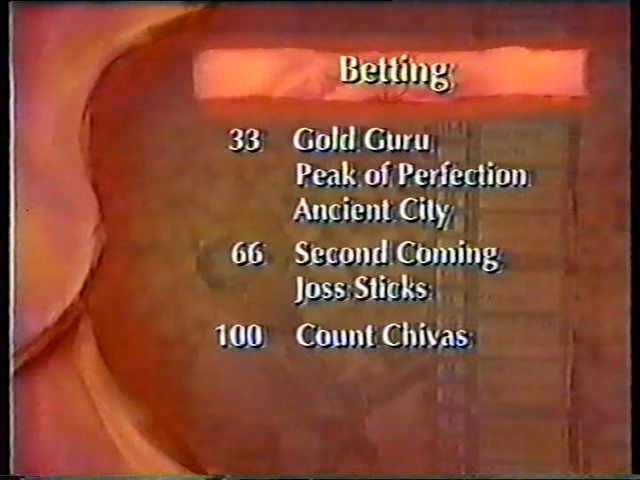 Betting
33 Gold Guru
Peak of Perfection
Ancient City
66 Second Coming
Joss Sticks
100 Count Chivas